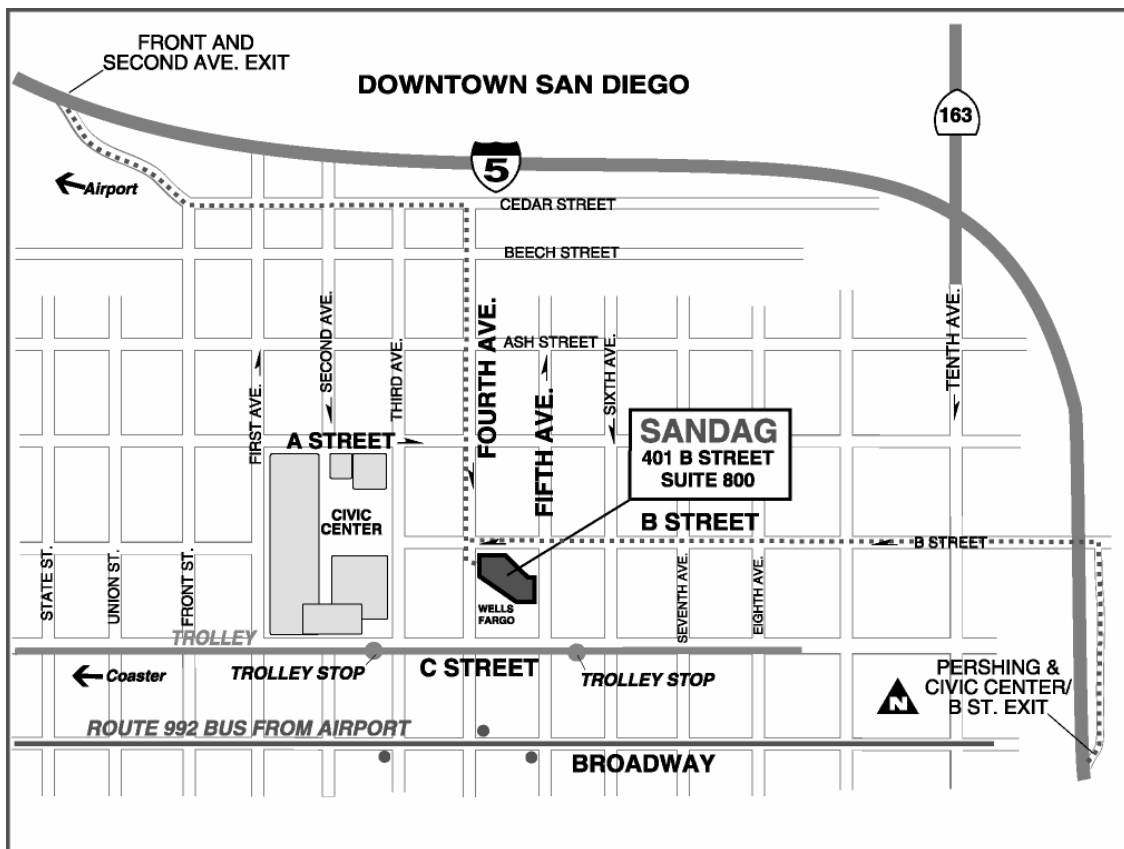 FRONT AND
SECOND AVE. EXIT
DOWNTOWN SAN DIEGO
163
5
Airport
CEDAR STREET
BEECH STREET
ASH STREET
FIRST AVE.
SECOND AVE.
THIRD AVE.
FOURTH AVE.
FIFTH AVE.
SIXTH AVE.
TENTH AVE.
A STREET
SANDAG
401 B STREET
SUITE 800
CIVIC
CENTER
B STREET
B STREET
STATE ST.
UNION ST.
FRONT ST.
WELLS
FARGO
SEVENTH AVE.
EIGHTH AVE.
TROLLEY
TROLLEY STOP
C STREET
TROLLEY STOP
Coaster
PERSHING &
CIVIC CENTER/
B ST. EXIT
N
ROUTE 992 BUS FROM AIRPORT
BROADWAY